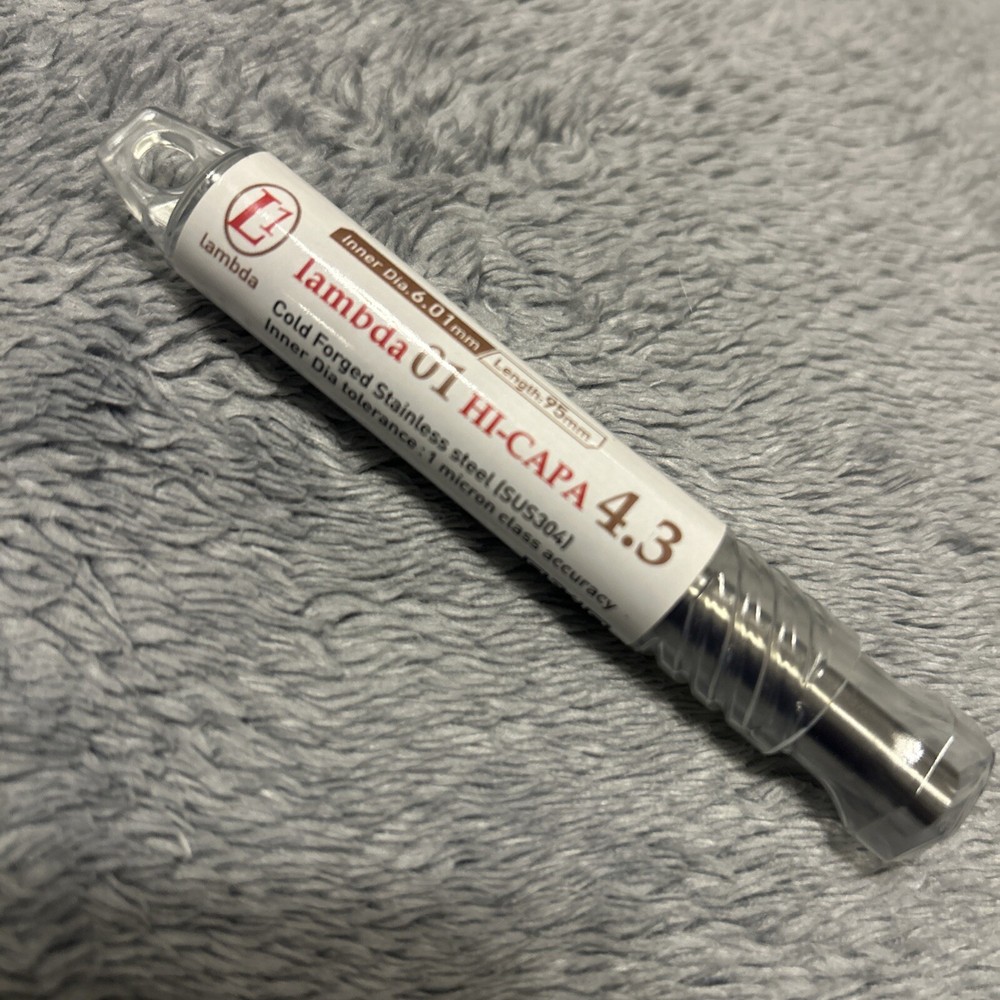 L1
Lambda
Inner Dia.6.01mm
Length.95mm
lambda 01 HI-CAPA 4.3
Cold Forged Stainless steel (SUS304)
Inner Dia tolerance : 1 micron class accuracy